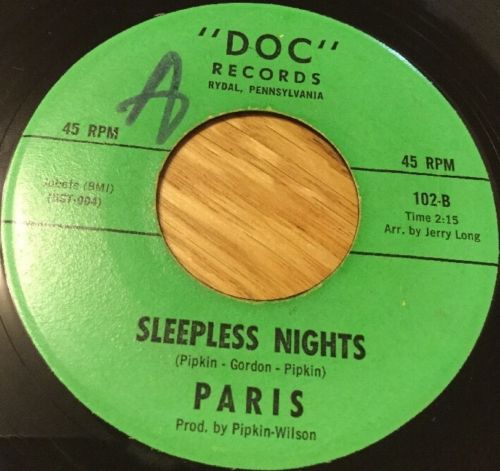 "DOC"
RECORDS
RYDAL, PENNSYLVANIA
A
45 RPM
45 RPM
Jobete (BMI)
102-B
Time 2:15
Arr. by Jerry Long
SLEEPLESS NIGHTS
(Pipkin - Gordon - Pipkin)
PARIS
Prod. by Pipkin-Wilson